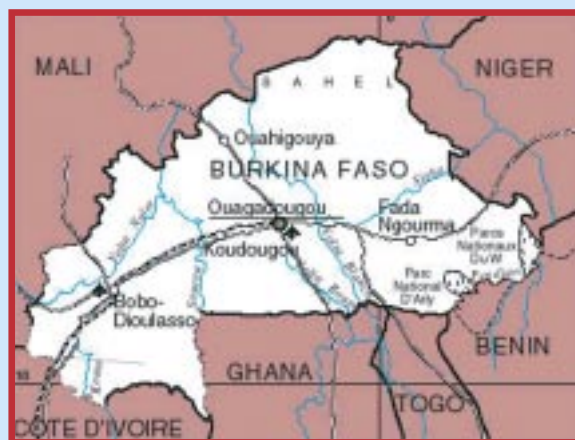 MALI
NIGER
S A H E L
Ouahigouya
BURKINA FASO
Ouagadougou
Fada
Ngourma
Koudougou
Parcs
Nationaux
Du W
Parc
National
D'Arly
Bobo-
Dioulasso
BENIN
GHANA
TOGO
COTE D'IVOIRE